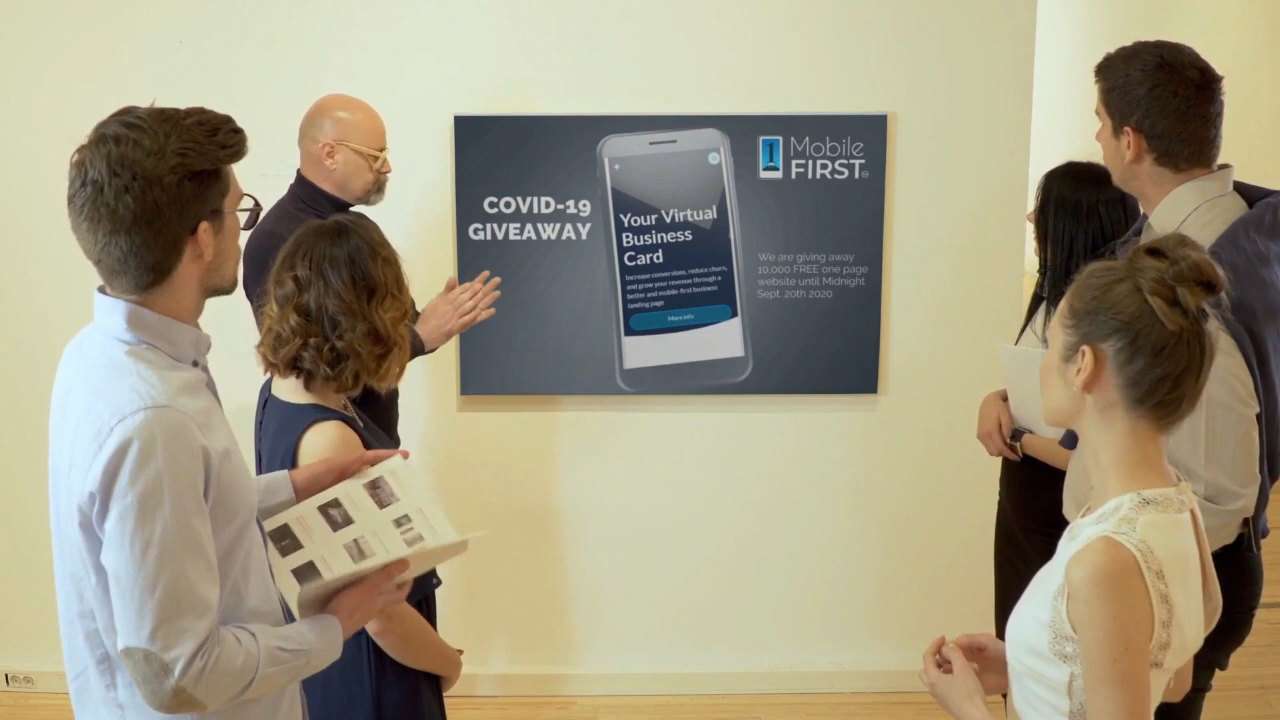 COVID-19
GIVEAWAY
Your Virtual
Business
Card
Increase conversions, reduce churn,
and grow your revenue through a
better and mobile-first business
landing page
More info
1
Mobile
FIRST
We are giving away
10,000 FREE one page
website until Midnight
Sept. 20th 2020